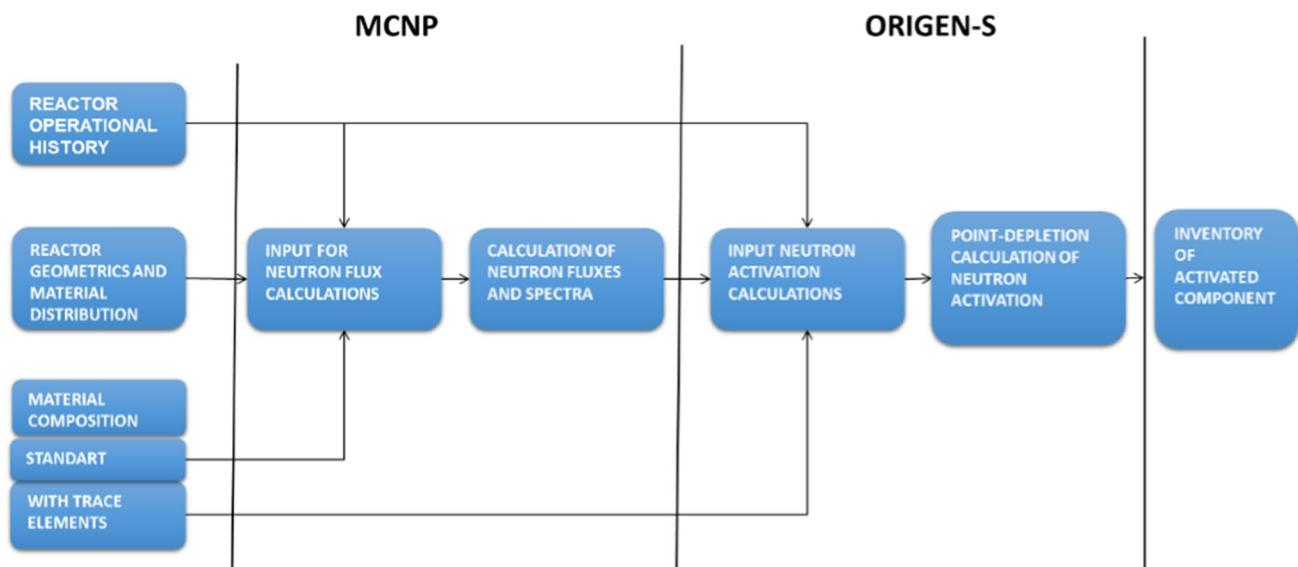 MCNP
ORIGEN-S
REACTOR
OPERATIONAL
HISTORY
REACTOR
GEOMETRICS AND
MATERIAL
DISTRIBUTION
INPUT FOR
NEUTRON FLUX
CALCULATIONS
CALCULATION OF
NEUTRON FLUXES
AND SPECTRA
INPUT NEUTRON
ACTIVATION
CALCULATIONS
POINT-DEPLETION
CALCULATION OF
NEUTRON
ACTIVATION
INVENTORY
OF
ACTIVATED
COMPONENT
MATERIAL
COMPOSITION
STANDART
WITH TRACE
ELEMENTS